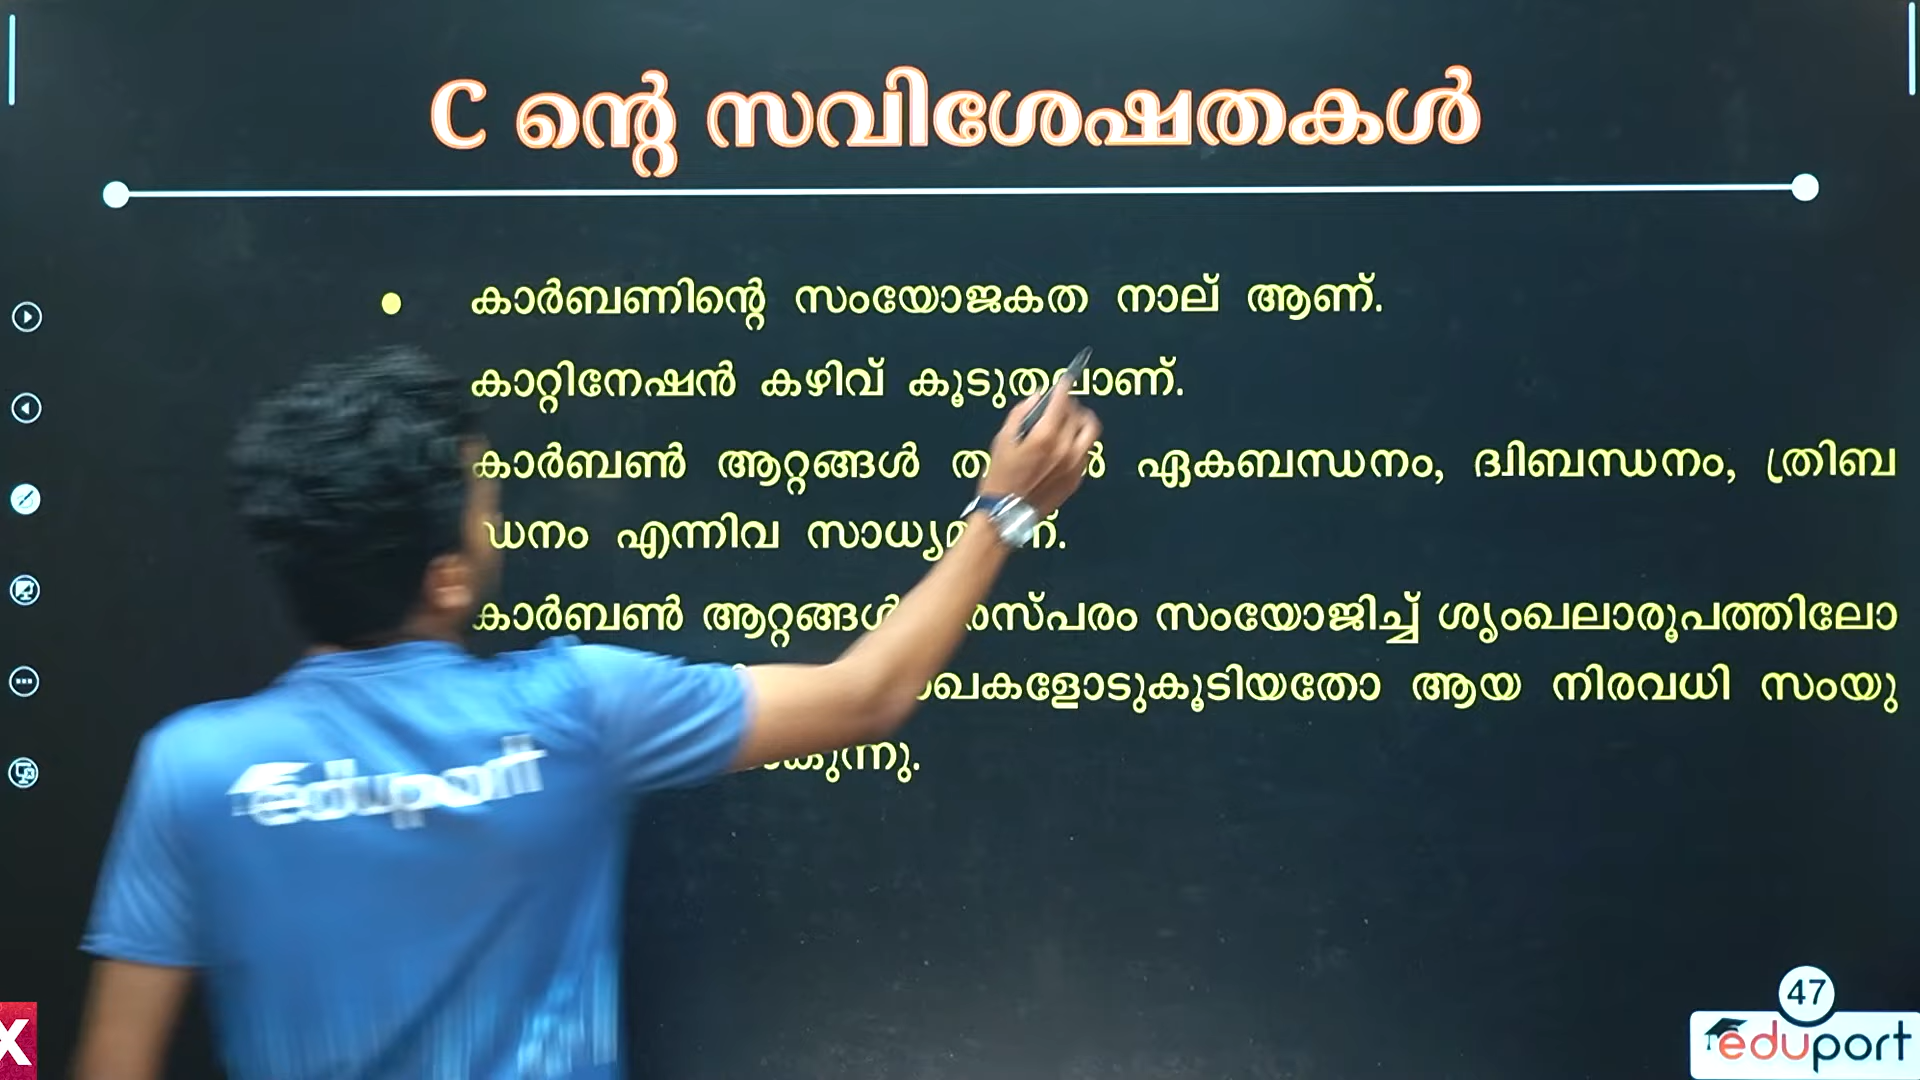 C ന്റെ സവിശേഷതകൾ
● കാർബണിന്റെ സംയോജകത നാല് ആണ്.
കാറ്റിനേഷൻ കഴിവ് കൂടുതലാണ്.
കാർബൺ ആറ്റങ്ങൾ ഏകബന്ധനം, ദ്വിബന്ധനം, ത്രിബ
ധനം എന്നിവ
കാർബൺ ആറ്റങ്ങൾ സംയോജിച്ച് ശൃംഖലാരൂപത്തിലോ
ആയ നിരവധി സംയു
eduport
47
eduport
X